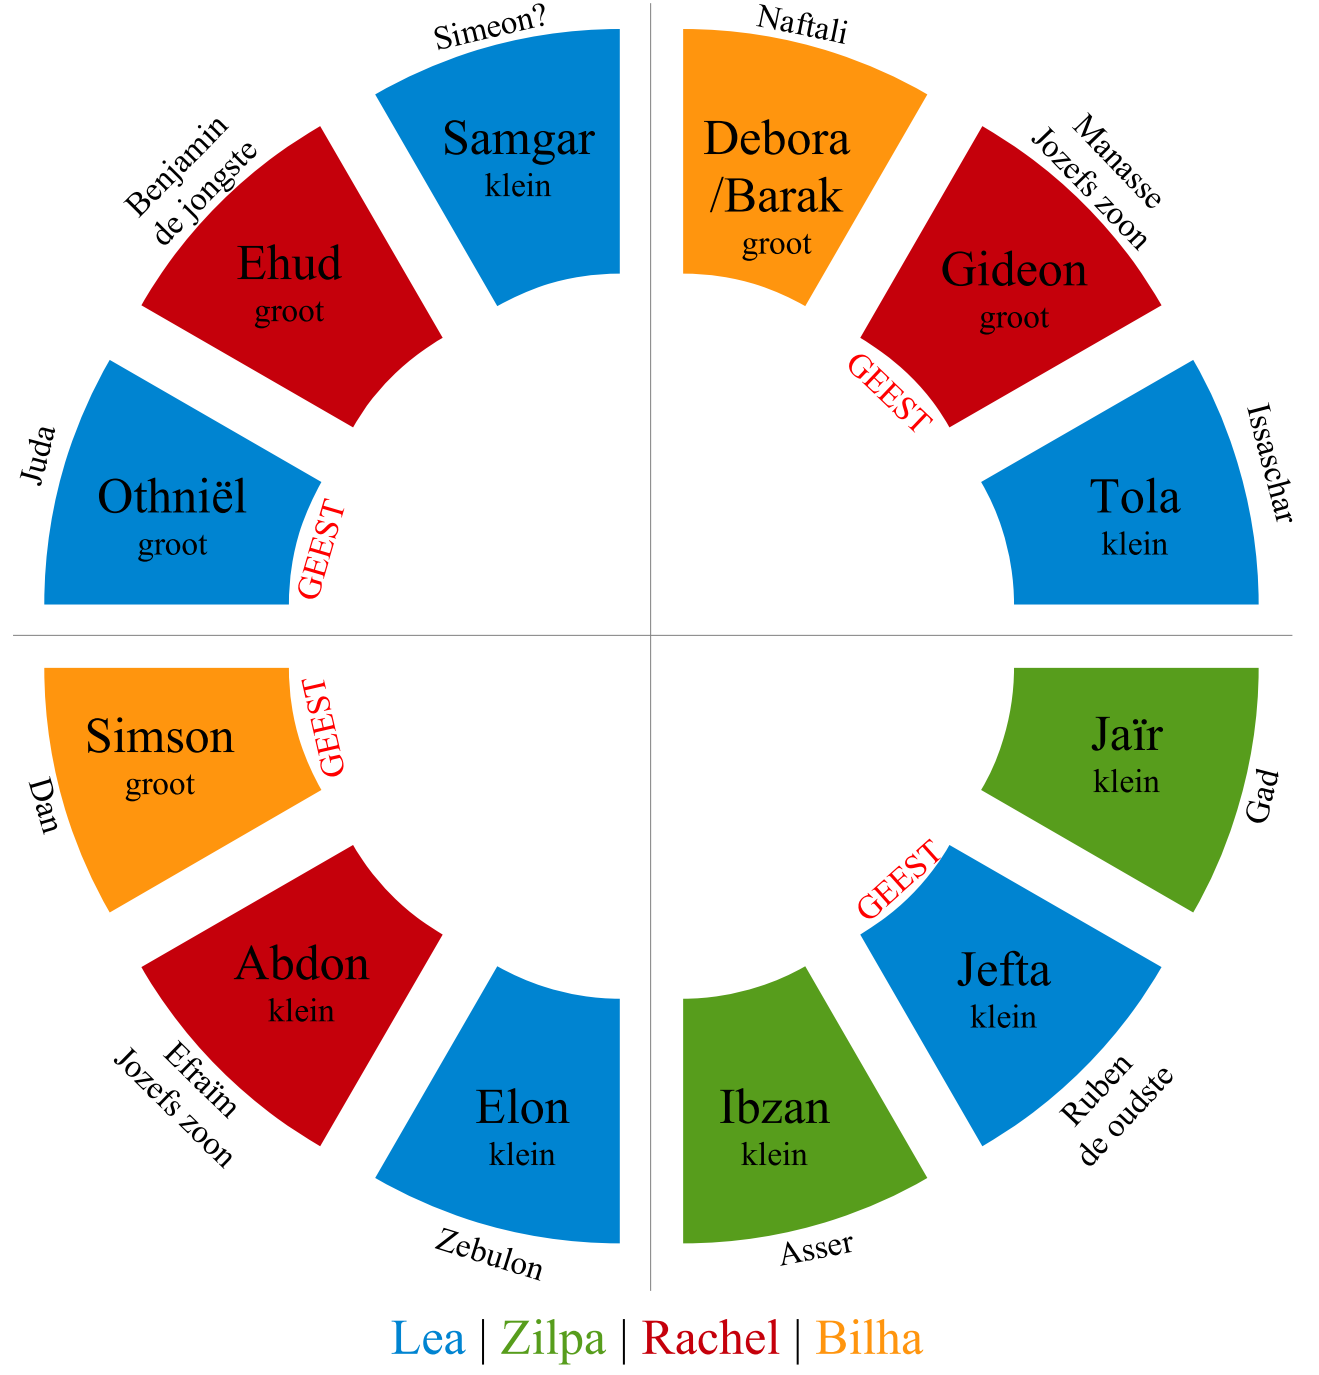 Simeon?
Samgar
klein
Naftali
Debora
/Barak
groot
Benjamin
de jongste
Ehud
groot
Manasse
Jozefs zoon
Gideon
groot
GEEST
Juda
Othniël
groot
GEEST
Issaschar
Tola
klein
Dan
Simson
groot
GEEST
Gad
Jaïr
klein
Efraïm
Jozefs zoon
Abdon
klein
GEEST
Jefta
klein
Ruben
de oudste
Elon
klein
Zebulon
Ibzan
klein
Asser
Lea | Zilpa | Rachel | Bilha